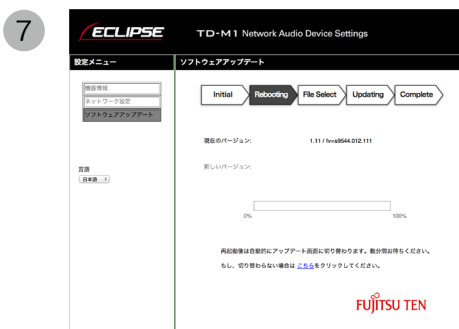 7
ECLIPSE
TD-M1 Network Audio Device Settings
設定メニュー
ソフトウェアアップデート
機器情報
ネットワーク設定
ソフトウェアアップデート
Initial Rebooting File Select Updating Complete
現在のバージョン: 1.11 / fvrrs9544.012.111
新しいバージョン:
言語
日本語
0% 100%
再起動後は自動的にアップデート画面に切り替わります。数分間お待ちください。
もし、切り替わらない場合は こちらをクリックしてください。
FUJITSU TEN